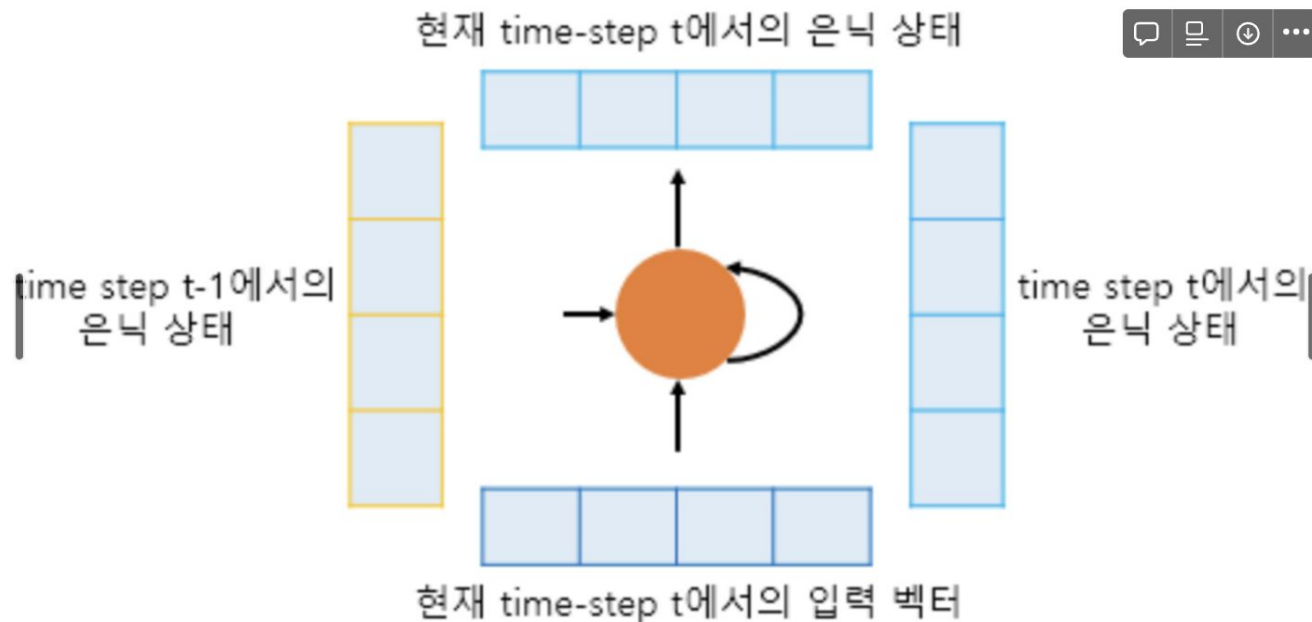 현재 time-step t에서의 은닉 상태
time step t-1에서의
은닉 상태
time step t에서의
은닉 상태
현재 time-step t에서의 입력 벡터